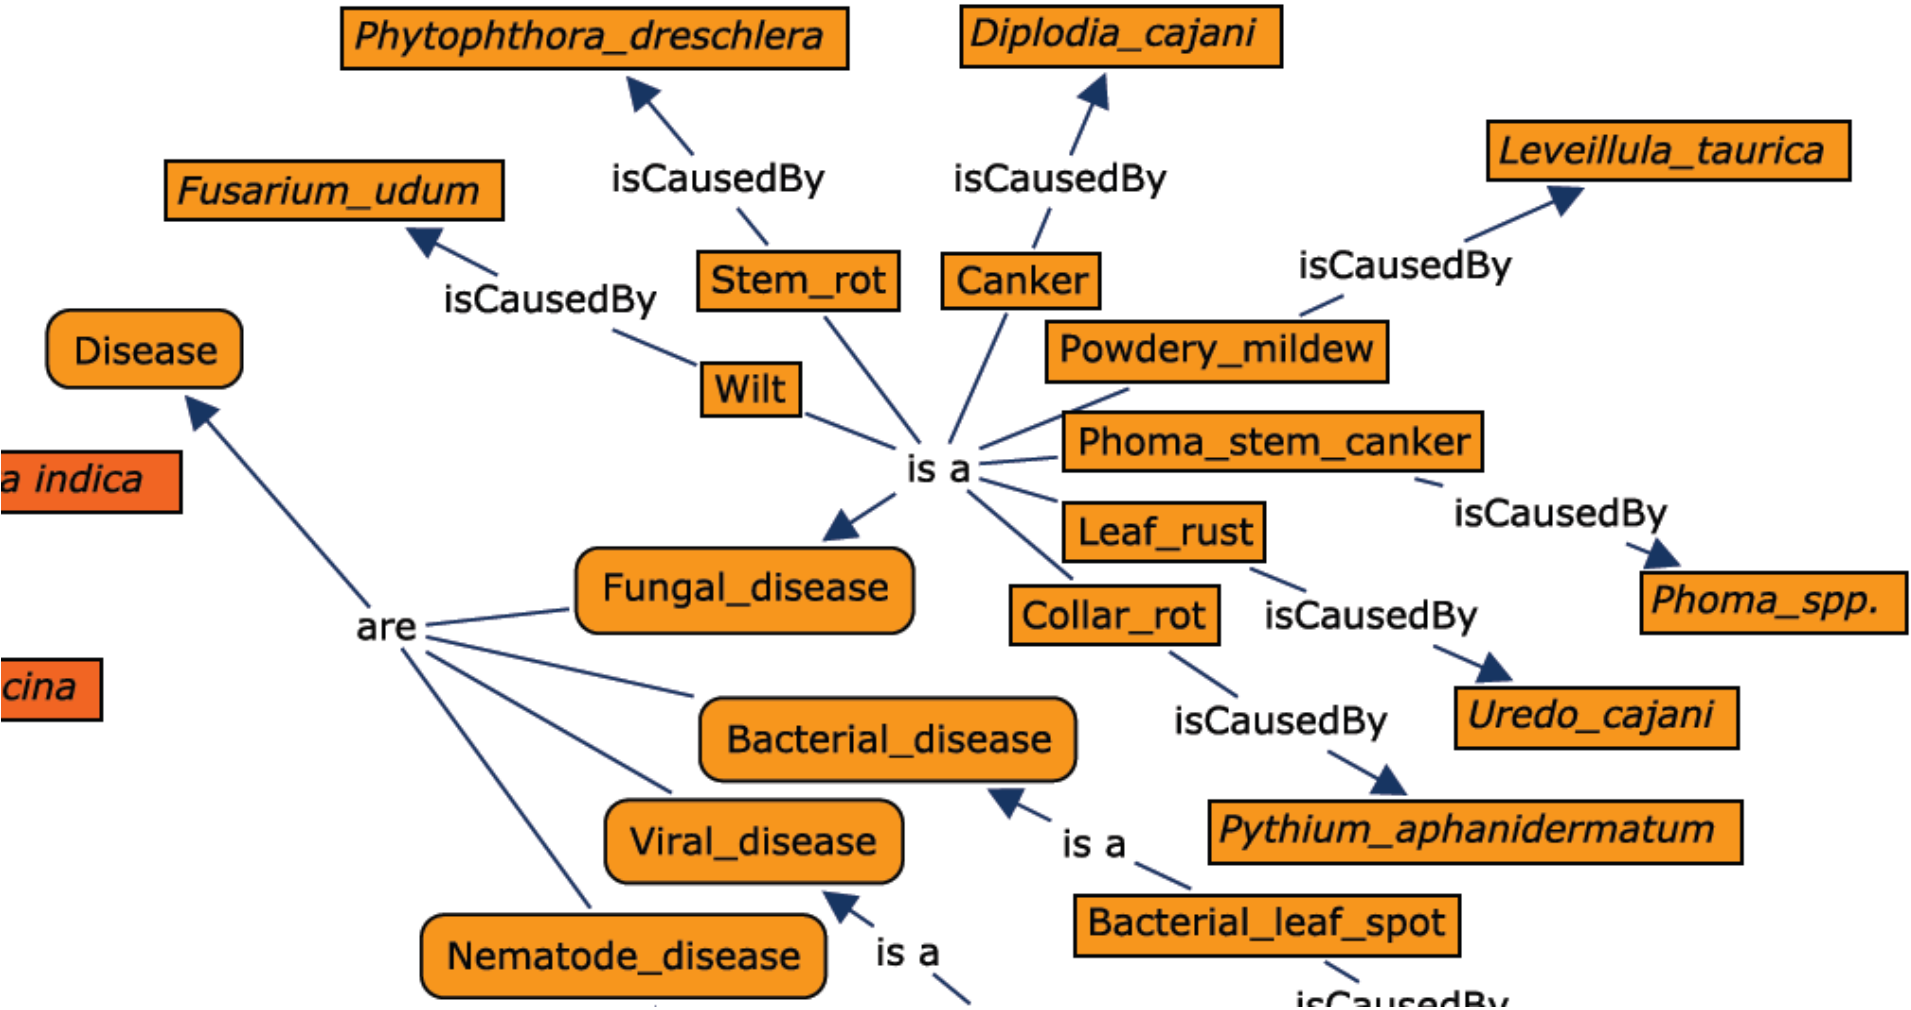 Phytophthora_dreschlera
Diplodia_cajani
Leveillula_taurica
isCausedBy
isCausedBy
Fusarium_udum
isCausedBy
Stem_rot
Canker
isCausedBy
Disease
Powdery_mildew
Wilt
Phoma_stem_canker
is a
a indica
isCausedBy
Leaf_rust
Fungal_disease
Phoma_spp.
Collar_rot
isCausedBy
are
cina
Uredo_cajani
isCausedBy
Bacterial_disease
Pythium_aphanidermatum
Viral_disease
is a
Bacterial_leaf_spot
Nematode_disease
is a
isCausedBy